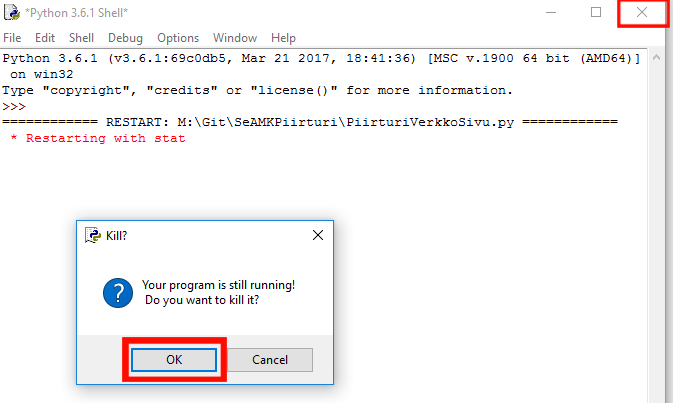 *Python 3.6.1 Shell*
File Edit Shell Debug Options Window Help
Python 3.6.1 (v3.6.1:69c0db5, Mar 21 2017, 18:41:36) [MSC v.1900 64 bit (AMD64)]
on win32
Type "copyright", "credits" or "license()" for more information.
>>>
============ RESTART: M:\Git\SeAMKPiirturi\PiirturiVerkkoSivu.py ============
* Restarting with stat
Kill?
Your program is still running!
Do you want to kill it?
OK Cancel